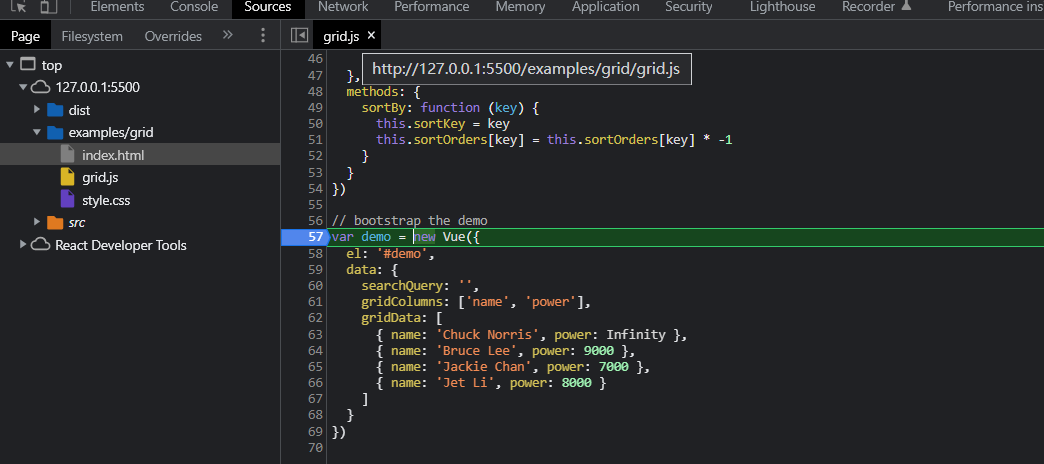 Elements Console Sources Network Performance Memory Application Security Lighthouse Recorder Performance ins
Page Filesystem Overrides » grid.js ×
top
127.0.0.1:5500
dist
examples/grid
index.html
grid.js
style.css
src
React Developer Tools
http://127.0.0.1:5500/examples/grid/grid.js
46
47 },
48 methods: {
49 sortBy: function (key) {
50 this.sortKey = key
51 this.sortOrders[key] = this.sortOrders[key] * -1
52 }
53 }
54 })
55
56 // bootstrap the demo
57 var demo = new Vue({
58 el: '#demo',
59 data: {
60 searchQuery: '',
61 gridColumns: ['name', 'power'],
62 gridData: [
63 { name: 'Chuck Norris', power: Infinity },
64 { name: 'Bruce Lee', power: 9000 },
65 { name: 'Jackie Chan', power: 7000 },
66 { name: 'Jet Li', power: 8000 }
67 ]
68 }
69 })
70